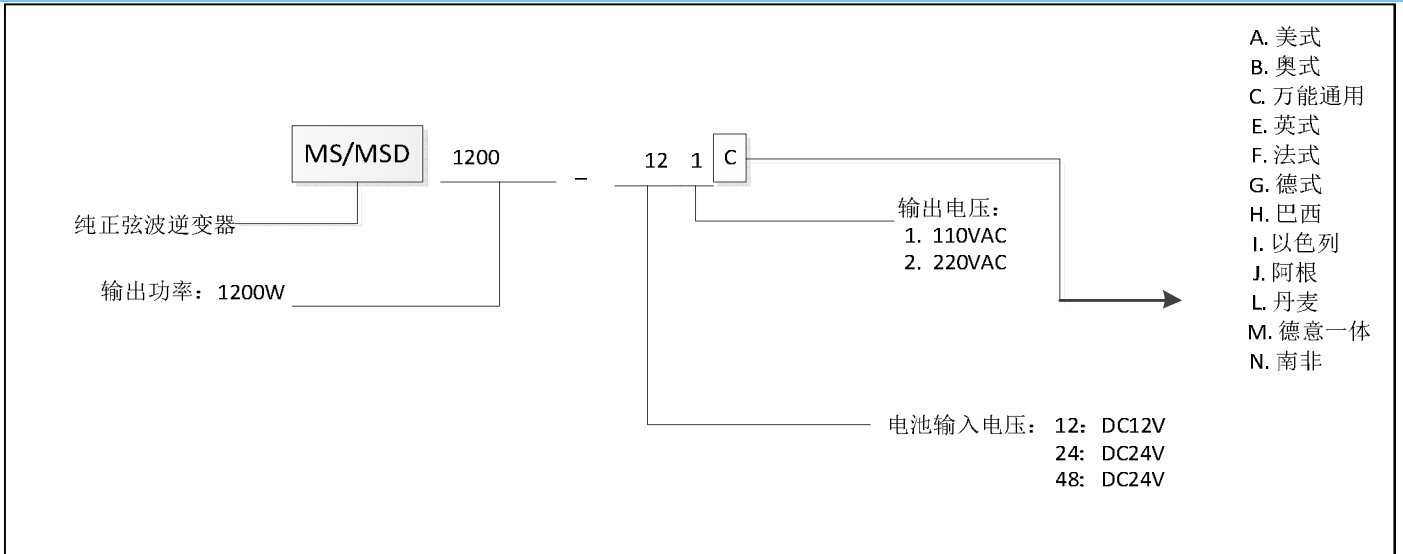 MS/MSD 1200 – 12 1 C
纯正弦波逆变器
输出功率：1200W
输出电压：
1. 110VAC
2. 220VAC
电池输入电压： 12： DC12V
24: DC24V
48: DC24V
A. 美式
B. 奥式
C. 万能通用
E. 英式
F. 法式
G. 德式
H. 巴西
I. 以色列
J. 阿根
L. 丹麦
M. 德意一体
N. 南非